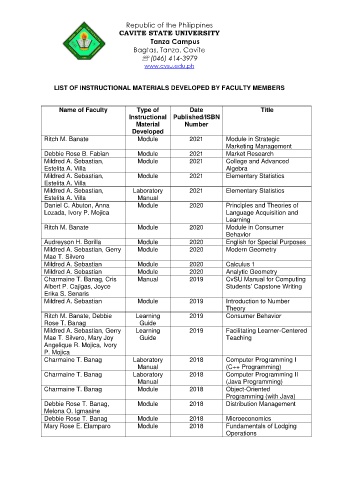 Republic of the Philippines
CAVITE STATE UNIVERSITY
Tanza Campus
Bagtas, Tanza, Cavite
☏ (046) 414-3979
www.cvsu.edu.ph
LIST OF INSTRUCTIONAL MATERIALS DEVELOPED BY FACULTY MEMBERS
Name of Faculty Type of Instructional Material Developed Date Published/ISBN Number Title
Ritch M. Banate Module 2021 Module in Strategic Marketing Management
Debbie Rose B. Fabian Module 2021 Market Research
Mildred A. Sebastian, Estelita A. Villa Module 2021 College and Advanced Algebra
Mildred A. Sebastian, Estelita A. Villa Module 2021 Elementary Statistics
Mildred A. Sebastian, Estelita A. Villa Laboratory Manual 2021 Elementary Statistics
Daniel C. Abuton, Anna Lozada, Ivory P. Mojica Module 2020 Principles and Theories of Language Acquisition and Learning
Ritch M. Banate Module 2020 Module in Consumer Behavior
Audreyson H. Borilla Module 2020 English for Special Purposes
Mildred A. Sebastian, Gerry Mae T. Silvero Module 2020 Modern Geometry
Mildred A. Sebastian Module 2020 Calculus 1
Mildred A. Sebastian Module 2020 Analytic Geometry
Charmaine T. Banag, Cris Albert P. Cajigas, Joyce Erika S. Senaris Manual 2019 CvSU Manual for Computing Students' Capstone Writing
Mildred A. Sebastian Module 2019 Introduction to Number Theory
Ritch M. Banate, Debbie Rose T. Banag Learning Guide 2019 Consumer Behavior
Mildred A. Sebastian, Gerry Mae T. Silvero, Mary Joy Angelique R. Mojica, Ivory P. Mojica Learning Guide 2019 Facilitating Learner-Centered Teaching
Charmaine T. Banag Laboratory Manual 2018 Computer Programming I (C++ Programming)
Charmaine T. Banag Laboratory Manual 2018 Computer Programming II (Java Programming)
Charmaine T. Banag Module 2018 Object-Oriented Programming (with Java)
Debbie Rose T. Banag, Melona O. Igmasine Module 2018 Distribution Management
Debbie Rose T. Banag Module 2018 Microeconomics
Mary Rose E. Elamparo Module 2018 Fundamentals of Lodging Operations